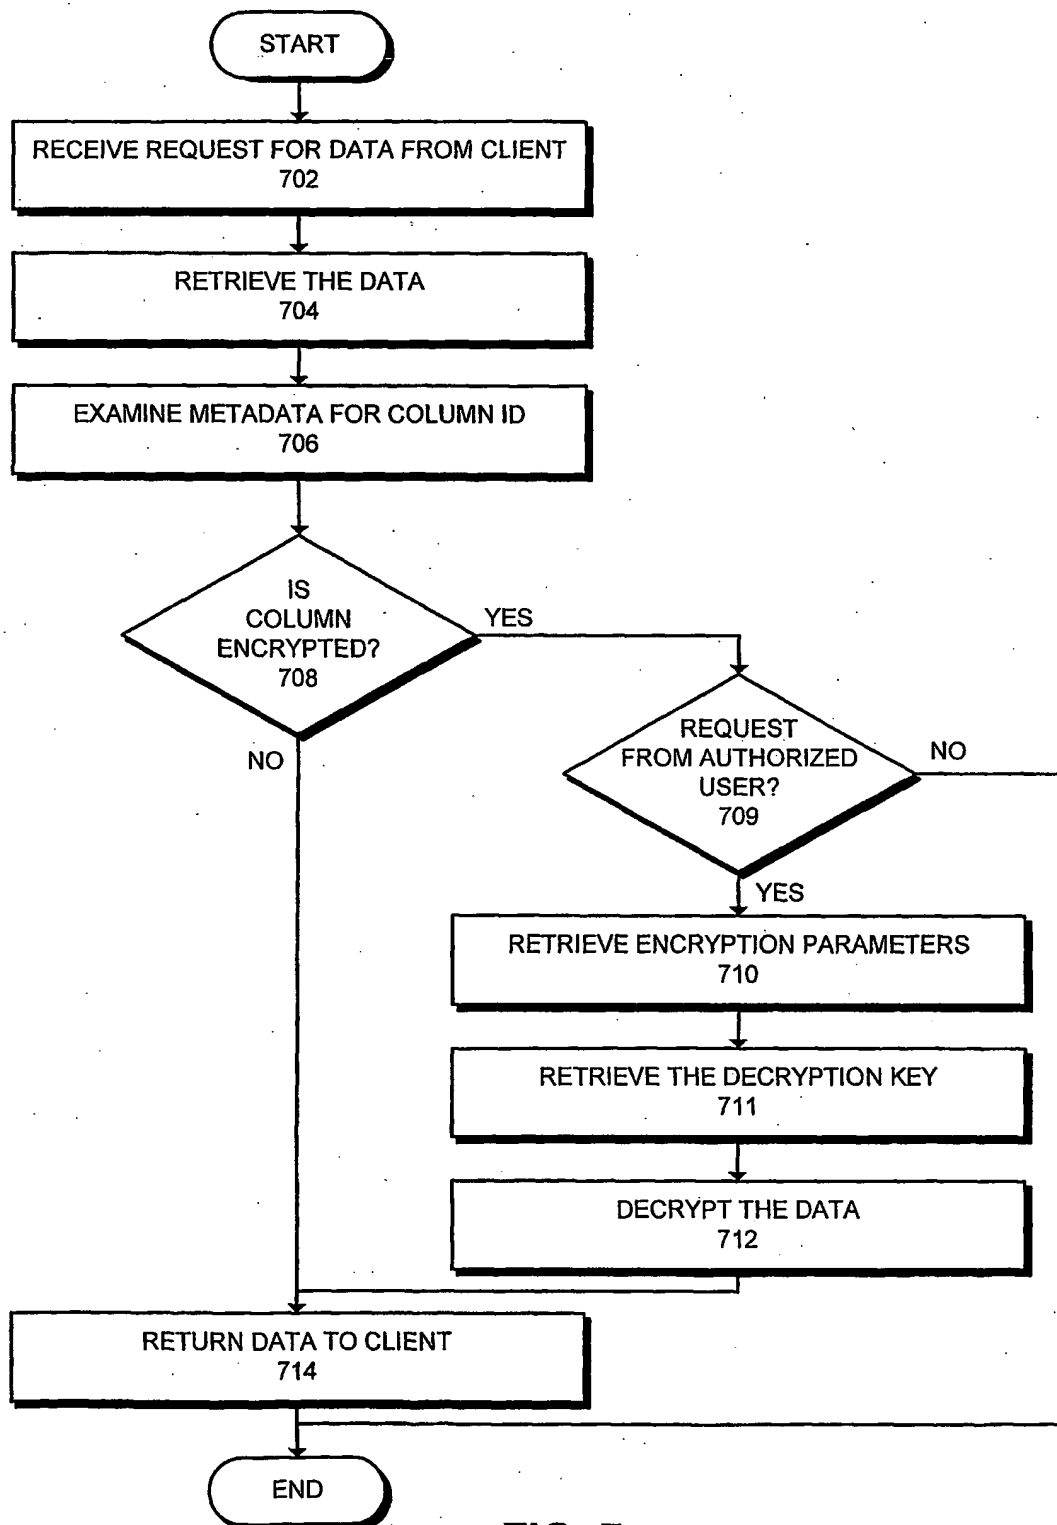 START
RECEIVE REQUEST FOR DATA FROM CLIENT
702
RETRIEVE THE DATA
704
EXAMINE METADATA FOR COLUMN ID
706
IS
COLUMN
ENCRYPTED?
708
YES
NO
REQUEST
FROM AUTHORIZED
USER?
709
NO
YES
RETRIEVE ENCRYPTION PARAMETERS
710
RETRIEVE THE DECRYPTION KEY
711
DECRYPT THE DATA
712
RETURN DATA TO CLIENT
714
END